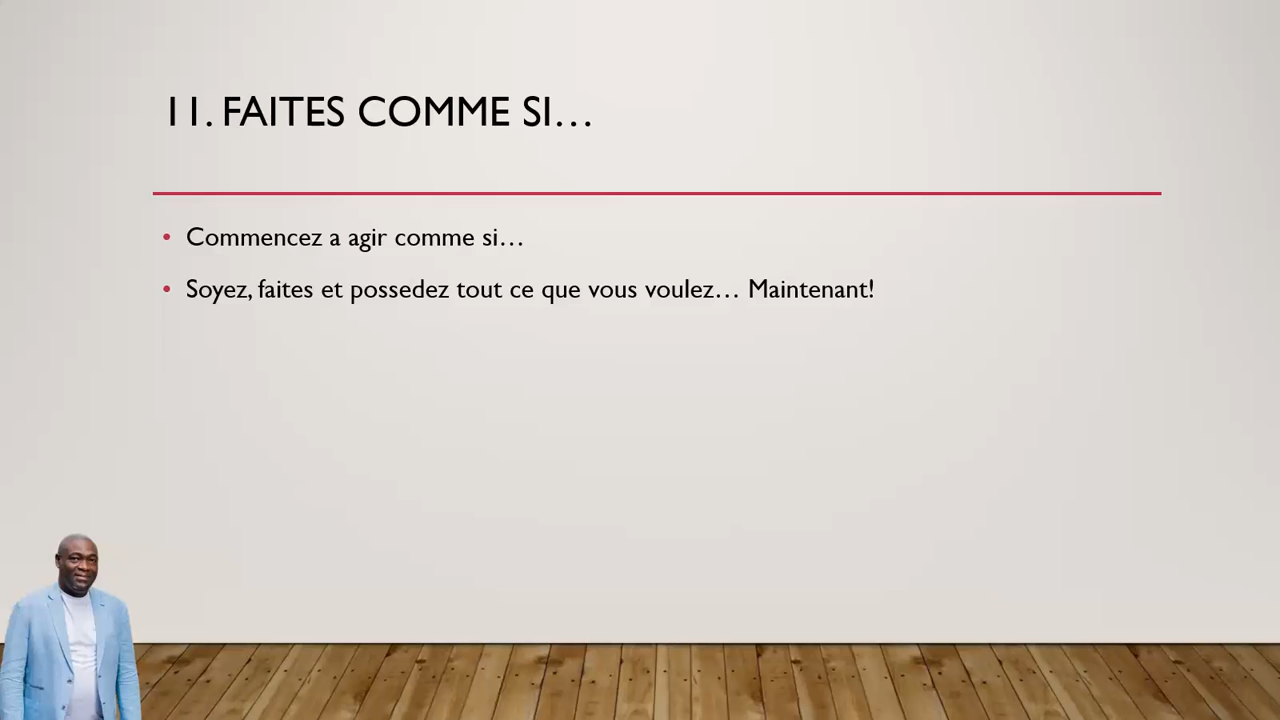 11. FAITES COMME SI…
• Commencez a agir comme si…
• Soyez, faites et possedez tout ce que vous voulez… Maintenant!